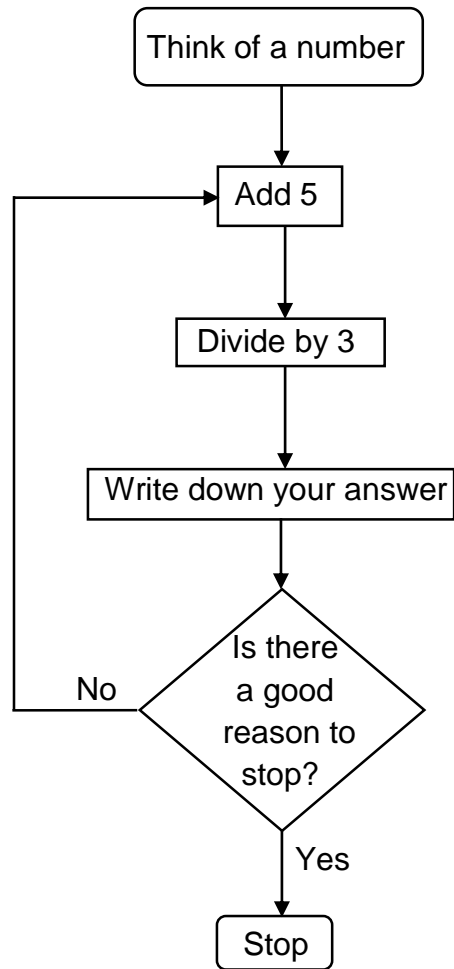 Think of a number
Add 5
Divide by 3
Write down your answer
Is there
a good
reason to
stop?
No
Yes
Stop